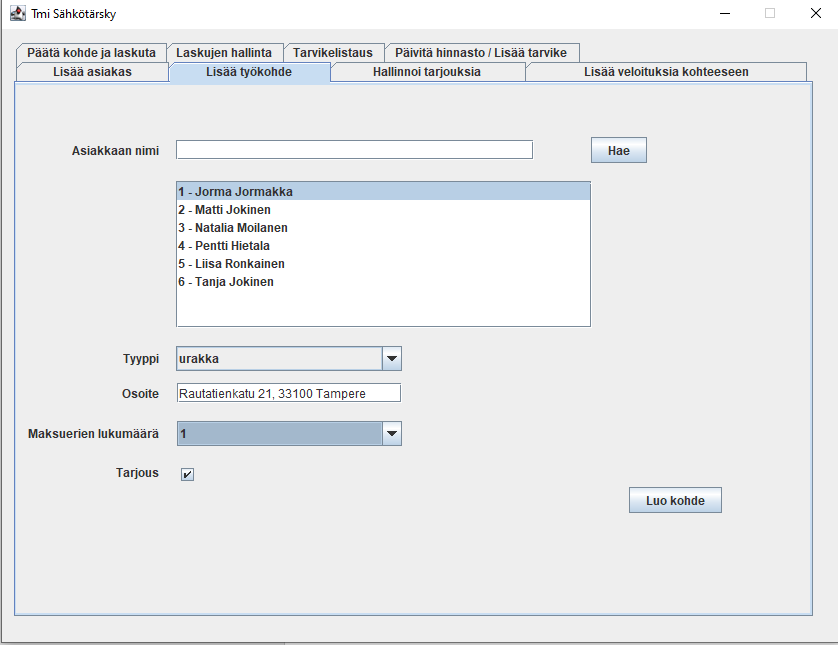 Tmi Sähkötärsky
Päätä kohde ja laskuta Laskujen hallinta Tarvikelistaus Päivitä hinnasto / Lisää tarvike
Lisää asiakas Lisää työkohde Hallinnoi tarjouksia Lisää veloituksia kohteeseen
Asiakkaan nimi Hae
1 - Jorma Jormakka
2 - Matti Jokinen
3 - Natalia Moilanen
4 - Pentti Hietala
5 - Liisa Ronkainen
6 - Tanja Jokinen
Tyyppi urakka
Osoite Rautatienkatu 21, 33100 Tampere
Maksuerien lukumäärä 1
Tarjous
Luo kohde